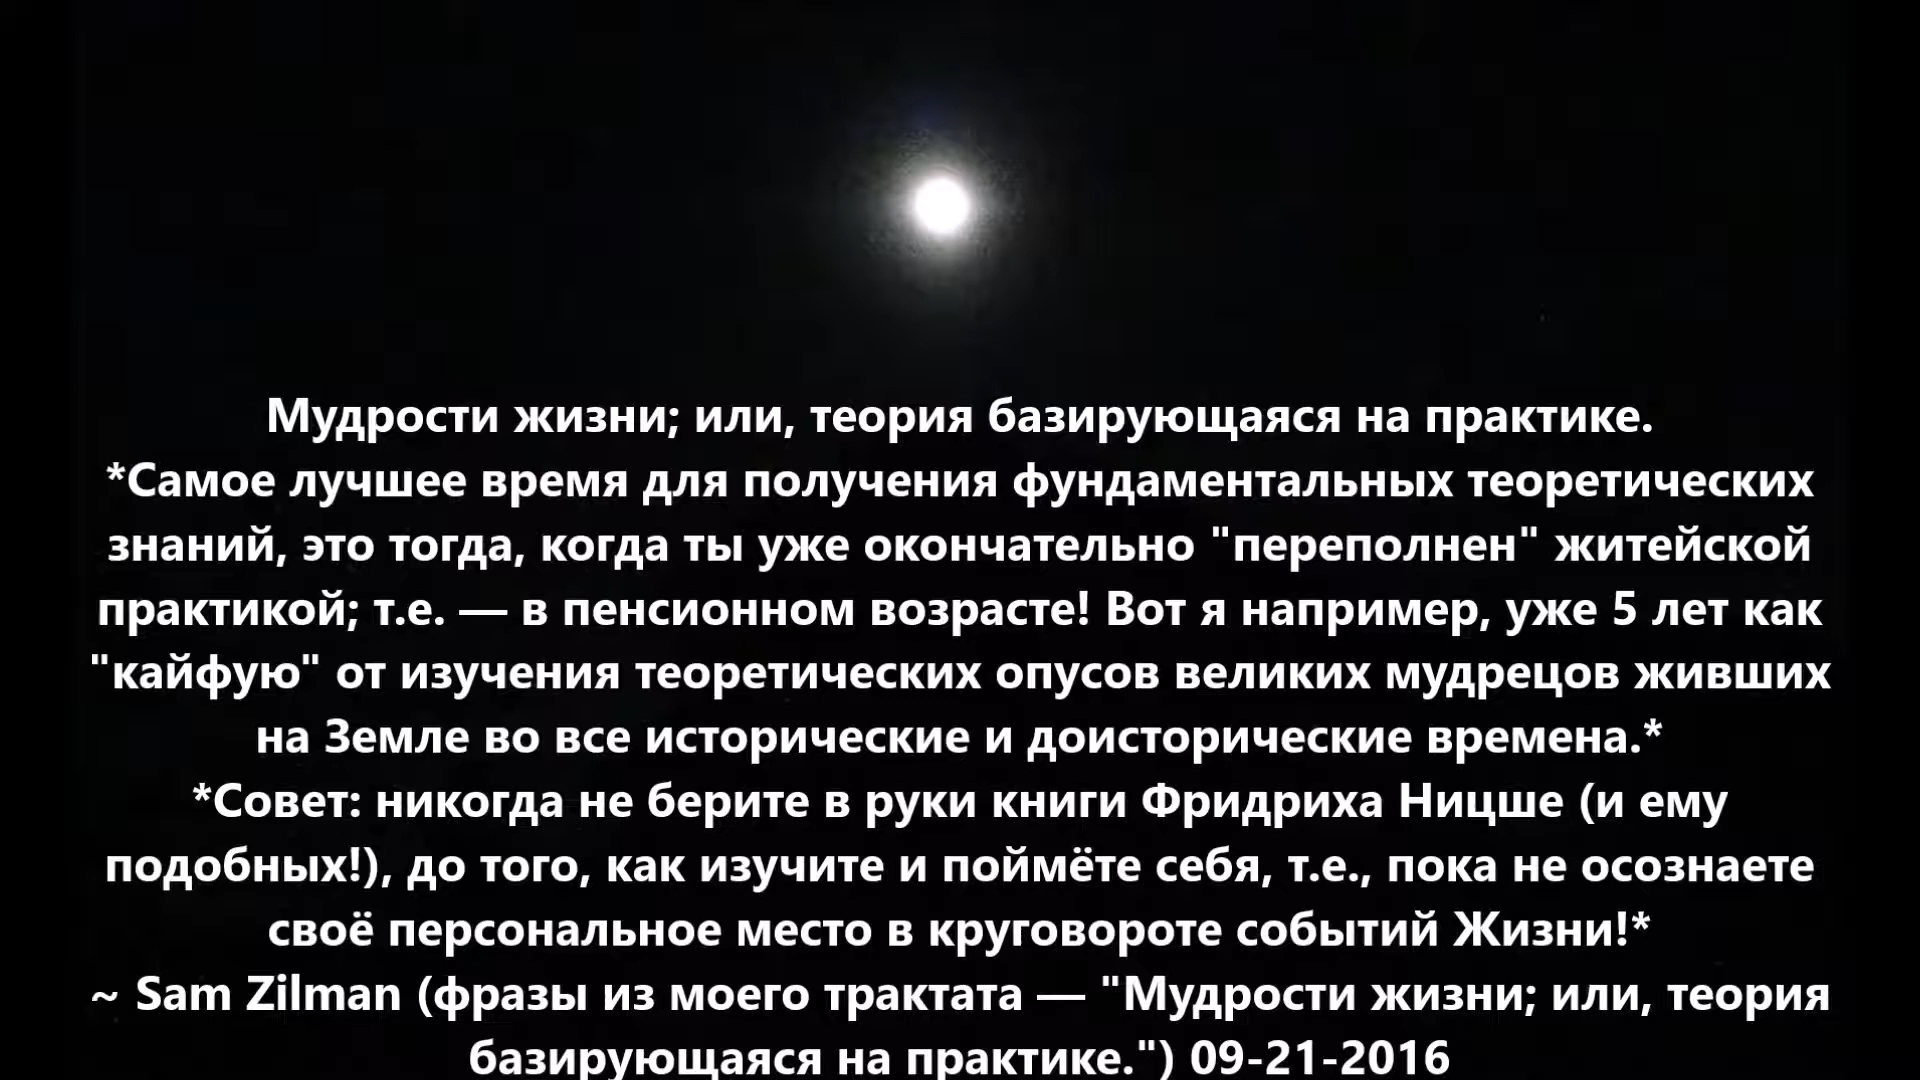 Мудрости жизни; или, теория базирующаяся на практике.
*Самое лучшее время для получения фундаментальных теоретических
знаний, это тогда, когда ты уже окончательно "переполнен" житейской
практикой; т.е. — в пенсионном возрасте! Вот я например, уже 5 лет как
"кайфую" от изучения теоретических опусов великих мудрецов живших
на Земле во все исторические и доисторические времена.*
*Совет: никогда не берите в руки книги Фридриха Ницше (и ему
подобных!), до того, как изучите и поймёте себя, т.е., пока не осознаете
своё персональное место в круговороте событий Жизни!*
~ Sam Zilman (фразы из моего трактата — "Мудрости жизни; или, теория
базирующаяся на практике.") 09-21-2016